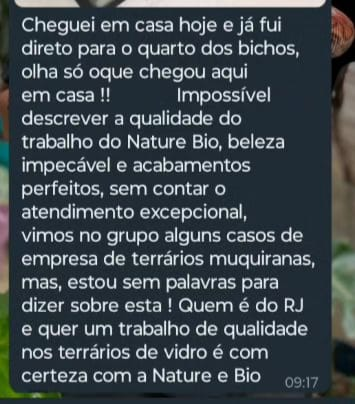 Cheguei em casa hoje e já fui
direto para o quarto dos bichos,
olha só oque chegou aqui
em casa !! Impossível
descrever a qualidade do
trabalho do Nature Bio, beleza
impecável e acabamentos
perfeitos, sem contar o
atendimento excepcional,
vimos no grupo alguns casos de
empresa de terrários muquiranas,
mas, estou sem palavras para
dizer sobre esta ! Quem é do RJ
e quer um trabalho de qualidade
nos terrários de vidro é com
certeza com a Nature e Bio 09:17